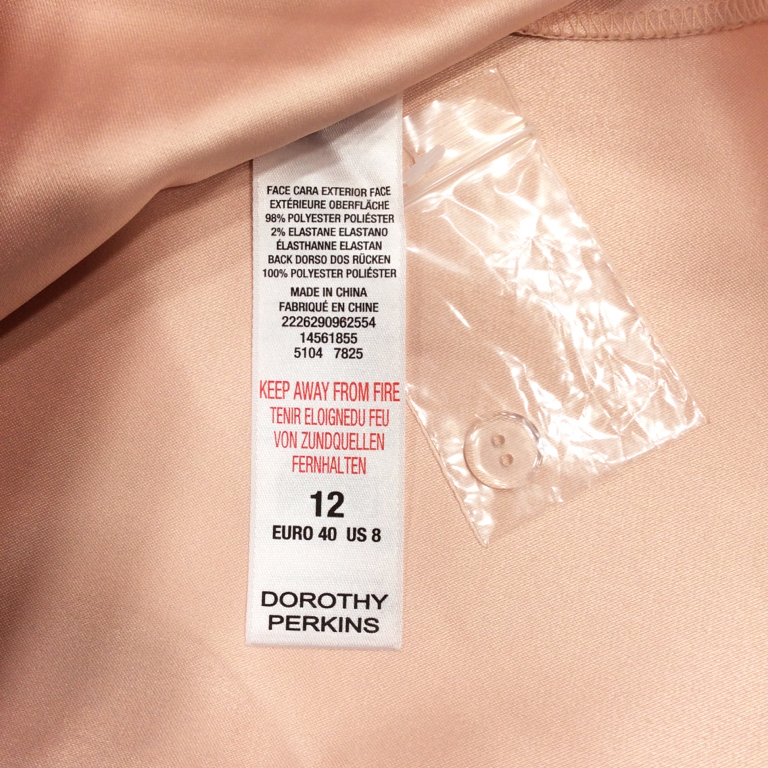 FACE CARA EXTERIOR FACE
EXTÉRIEURE OBERFLÄCHE
98% POLYESTER POLIÉSTER
2% ELASTANE ELASTANO
ÉLASTHANNE ELASTAN
BACK DORSO DOS RÜCKEN
100% POLYESTER POLIÉSTER
MADE IN CHINA
FABRIQUÉ EN CHINE
2226290962554
14561855
5104 7825
KEEP AWAY FROM FIRE
TENIR ELOIGNEDU FEU
VON ZUNDQUELLEN
FERNHALTEN
12
EURO 40 US 8
DOROTHY
PERKINS